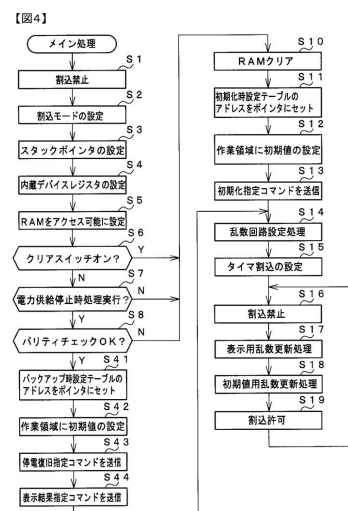 【図4】
メイン処理
S1
割込禁止
S2
割込モードの設定
S3
スタックポインタの設定
S4
内蔵デバイスレジスタの設定
S5
RAMをアクセス可能に設定
S6
クリアスイッチオン?
Y
N
S7
電力供給停止時処理実行?
N
Y
S8
パリティチェックOK?
N
Y
S41
バックアップ時設定テーブルの
アドレスをポインタにセット
S42
作業領域に初期値の設定
S43
停電復旧指定コマンドを送信
S44
表示結果指定コマンドを送信
S10
RAMクリア
S11
初期化時設定テーブルの
アドレスをポインタにセット
S12
作業領域に初期値の設定
S13
初期化指定コマンドを送信
S14
乱数回路設定処理
S15
タイマ割込の設定
S16
割込禁止
S17
表示用乱数更新処理
S18
初期値用乱数更新処理
S19
割込許可